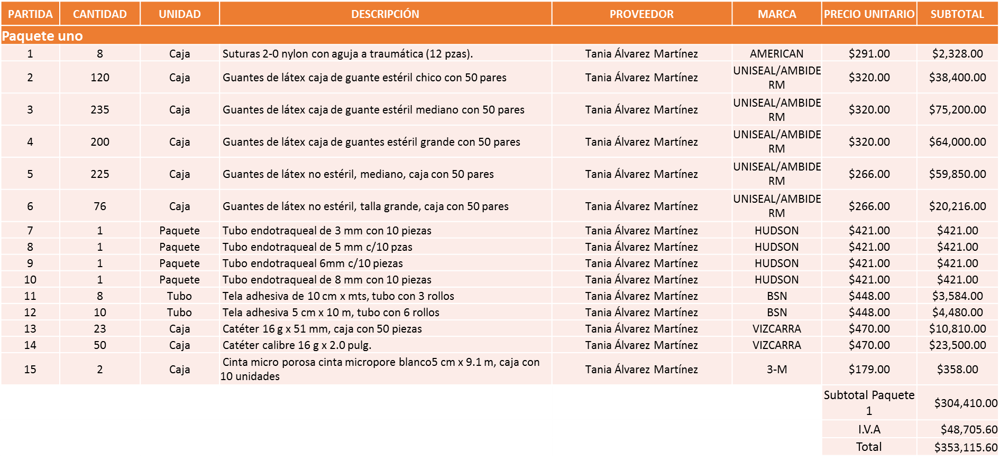 PARTIDA CANTIDAD UNIDAD DESCRIPCIÓN PROVEEDOR MARCA PRECIO UNITARIO SUBTOTAL
Paquete uno
1 8 Caja Suturas 2-0 nylon con aguja a traumática (12 pzas). Tania Álvarez Martínez AMERICAN $291.00 $2,328.00
2 120 Caja Guantes de látex caja de guante estéril chico con 50 pares Tania Álvarez Martínez UNISEAL/AMBIDE $320.00 $38,400.00
RM
3 235 Caja Guantes de látex caja de guante estéril mediano con 50 pares Tania Álvarez Martínez UNISEAL/AMBIDE $320.00 $75,200.00
RM
4 200 Caja Guantes de látex caja de guantes estéril grande con 50 pares Tania Álvarez Martínez UNISEAL/AMBIDE $320.00 $64,000.00
RM
5 225 Caja Guantes de látex no estéril, mediano, caja con 50 pares Tania Álvarez Martínez UNISEAL/AMBIDE $266.00 $59,850.00
RM
6 76 Caja Guantes de látex no estéril, talla grande, caja con 50 pares Tania Álvarez Martínez UNISEAL/AMBIDE $266.00 $20,216.00
RM
7 1 Paquete Tubo endotraqueal de 3 mm con 10 piezas Tania Álvarez Martínez HUDSON $421.00 $421.00
8 1 Paquete Tubo endotraqueal de 5 mm c/10 pzas Tania Álvarez Martínez HUDSON $421.00 $421.00
9 1 Paquete Tubo endotraqueal 6mm c/10 piezas Tania Álvarez Martínez HUDSON $421.00 $421.00
10 1 Paquete Tubo endotraqueal de 8 mm con 10 piezas Tania Álvarez Martínez HUDSON $421.00 $421.00
11 8 Tubo Tela adhesiva de 10 cm x mts, tubo con 3 rollos Tania Álvarez Martínez BSN $448.00 $3,584.00
12 10 Tubo Tela adhesiva 5 cm x 10 m, tubo con 6 rollos Tania Álvarez Martínez BSN $448.00 $4,480.00
13 23 Caja Catéter 16 g x 51 mm, caja con 50 piezas Tania Álvarez Martínez VIZCARRA $470.00 $10,810.00
14 50 Caja Catéter calibre 16 g x 2.0 pulg. Tania Álvarez Martínez VIZCARRA $470.00 $23,500.00
15 2 Caja Cinta micro porosa cinta micropore blanco5 cm x 9.1 m, caja con Tania Álvarez Martínez 3-M $179.00 $358.00
10 unidades
Subtotal Paquete $304,410.00
1
I.V.A $48,705.60
Total $353,115.60